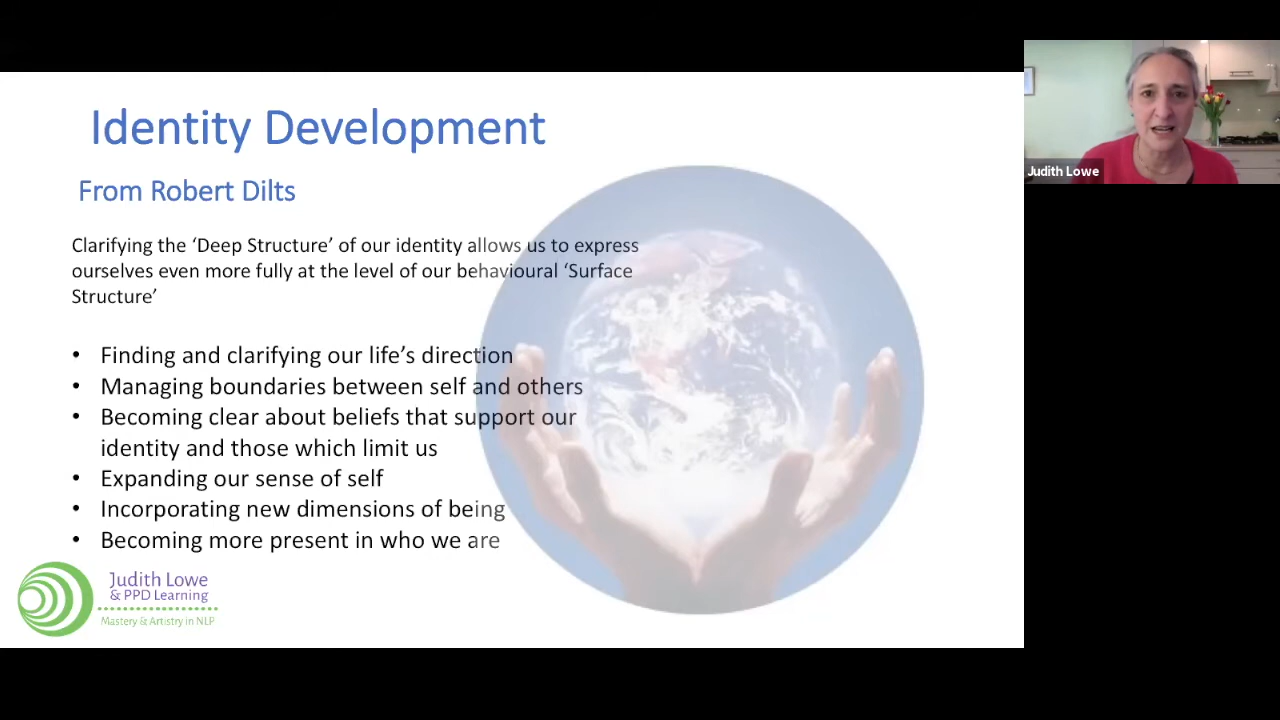 Identity Development
From Robert Dilts
Clarifying the ‘Deep Structure’ of our identity allows us to express
ourselves even more fully at the level of our behavioural ‘Surface
Structure’
• Finding and clarifying our life’s direction
• Managing boundaries between self and others
• Becoming clear about beliefs that support our
identity and those which limit us
• Expanding our sense of self
• Incorporating new dimensions of being
• Becoming more present in who we are
Judith Lowe
& PPD Learning
Mastery & Artistry in NLP
Judith Lowe